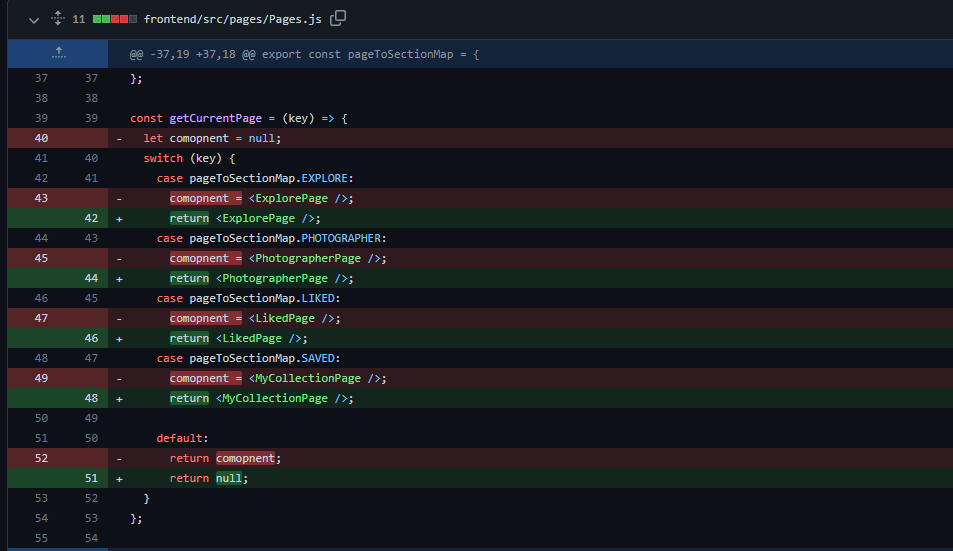 11 frontend/src/pages/Pages.js
@@ -37,19 +37,18 @@ export const pageToSectionMap = {
37 37 };
38 38
39 39 const getCurrentPage = (key) => {
40 - let comopnent = null;
41 40 switch (key) {
42 41 case pageToSectionMap.EXPLORE:
43 - comopnent = <ExplorePage />;
42 + return <ExplorePage />;
44 43 case pageToSectionMap.PHOTOGRAPHER:
45 - comopnent = <PhotographerPage />;
44 + return <PhotographerPage />;
46 45 case pageToSectionMap.LIKED:
47 - comopnent = <LikedPage />;
46 + return <LikedPage />;
48 47 case pageToSectionMap.SAVED:
49 - comopnent = <MyCollectionPage />;
48 + return <MyCollectionPage />;
50 49
51 50 default:
52 - return comopnent;
51 + return null;
53 52 }
54 53 };
55 54